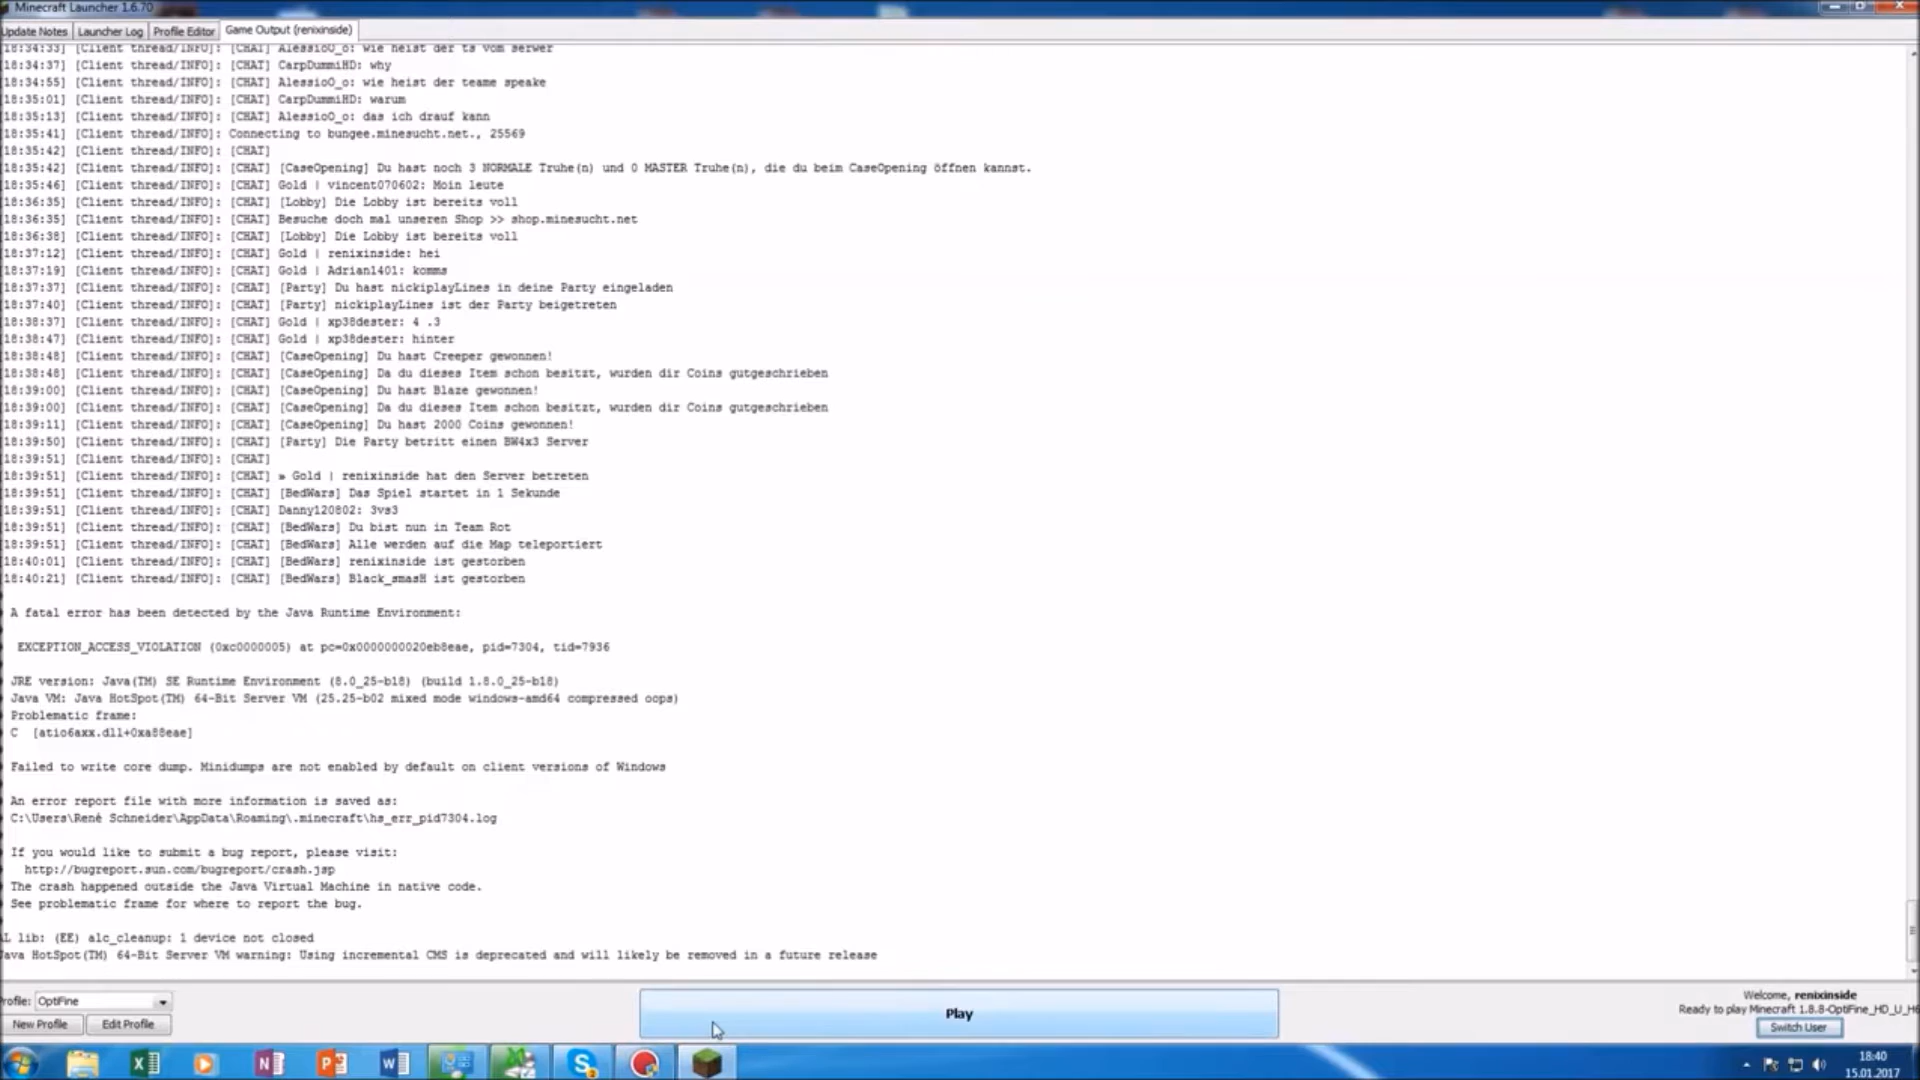 Minecraft Launcher 1.6.70
Update Notes Launcher Log Profile Editor Game Output (renixinside)
[18:34:33] [Client thread/INFO]: [CHAT] AlessioO_o: wie heist der ts vom serwer
[18:34:37] [Client thread/INFO]: [CHAT] CarpDummiHD: why
[18:34:55] [Client thread/INFO]: [CHAT] AlessioO_o: wie heist der teame speake
[18:35:01] [Client thread/INFO]: [CHAT] CarpDummiHD: warum
[18:35:13] [Client thread/INFO]: [CHAT] AlessioO_o: das ich drauf kann
[18:35:41] [Client thread/INFO]: Connecting to bungee.minesucht.net., 25569
[18:35:42] [Client thread/INFO]: [CHAT]
[18:35:42] [Client thread/INFO]: [CHAT] [CaseOpening] Du hast noch 3 NORMALE Truhe(n) und 0 MASTER Truhe(n), die du beim CaseOpening öffnen kannst.
[18:35:46] [Client thread/INFO]: [CHAT] Gold | vincent070602: Moin leute
[18:36:35] [Client thread/INFO]: [CHAT] [Lobby] Die Lobby ist bereits voll
[18:36:35] [Client thread/INFO]: [CHAT] Besuche doch mal unseren Shop >> shop.minesucht.net
[18:36:38] [Client thread/INFO]: [CHAT] [Lobby] Die Lobby ist bereits voll
[18:37:12] [Client thread/INFO]: [CHAT] Gold | renixinside: hei
[18:37:19] [Client thread/INFO]: [CHAT] Gold | Adrian1401: komms
[18:37:37] [Client thread/INFO]: [CHAT] [Party] Du hast nickiplayLines in deine Party eingeladen
[18:37:40] [Client thread/INFO]: [CHAT] [Party] nickiplayLines ist der Party beigetreten
[18:38:37] [Client thread/INFO]: [CHAT] Gold | xp38dester: 4 .3
[18:38:47] [Client thread/INFO]: [CHAT] Gold | xp38dester: hinter
[18:38:48] [Client thread/INFO]: [CHAT] [CaseOpening] Du hast Creeper gewonnen!
[18:38:48] [Client thread/INFO]: [CHAT] [CaseOpening] Da du dieses Item schon besitzt, wurden dir Coins gutgeschrieben
[18:39:00] [Client thread/INFO]: [CHAT] [CaseOpening] Du hast Blaze gewonnen!
[18:39:00] [Client thread/INFO]: [CHAT] [CaseOpening] Da du dieses Item schon besitzt, wurden dir Coins gutgeschrieben
[18:39:11] [Client thread/INFO]: [CHAT] [CaseOpening] Du hast 2000 Coins gewonnen!
[18:39:50] [Client thread/INFO]: [CHAT] [Party] Die Party betritt einen BW4x3 Server
[18:39:51] [Client thread/INFO]: [CHAT]
[18:39:51] [Client thread/INFO]: [CHAT] » Gold | renixinside hat den Server betreten
[18:39:51] [Client thread/INFO]: [CHAT] [BedWars] Das Spiel startet in 1 Sekunde
[18:39:51] [Client thread/INFO]: [CHAT] Danny120802: 3vs3
[18:39:51] [Client thread/INFO]: [CHAT] [BedWars] Du bist nun in Team Rot
[18:39:51] [Client thread/INFO]: [CHAT] [BedWars] Alle werden auf die Map teleportiert
[18:40:01] [Client thread/INFO]: [CHAT] [BedWars] renixinside ist gestorben
[18:40:21] [Client thread/INFO]: [CHAT] [BedWars] Black_smasH ist gestorben
A fatal error has been detected by the Java Runtime Environment:
EXCEPTION_ACCESS_VIOLATION (0xc0000005) at pc=0x0000000020eb8eae, pid=7304, tid=7936
JRE version: Java(TM) SE Runtime Environment (8.0_25-b18) (build 1.8.0_25-b18)
Java VM: Java HotSpot(TM) 64-Bit Server VM (25.25-b02 mixed mode windows-amd64 compressed oops)
Problematic frame:
C [atio6axx.dll+0xa88eae]
Failed to write core dump. Minidumps are not enabled by default on client versions of Windows
An error report file with more information is saved as:
C:\Users\René Schneider\AppData\Roaming\.minecraft\hs_err_pid7304.log
If you would like to submit a bug report, please visit:
http://bugreport.sun.com/bugreport/crash.jsp
The crash happened outside the Java Virtual Machine in native code.
See problematic frame for where to report the bug.
AL lib: (EE) alc_cleanup: 1 device not closed
Java HotSpot(TM) 64-Bit Server VM warning: Using incremental CMS is deprecated and will likely be removed in a future release
Profile: OptiFine
New Profile Edit Profile
Play
Welcome, renixinside
Ready to play Minecraft 1.8.8-OptiFine_HD_U_H6
Switch User
18:40
15.01.2017